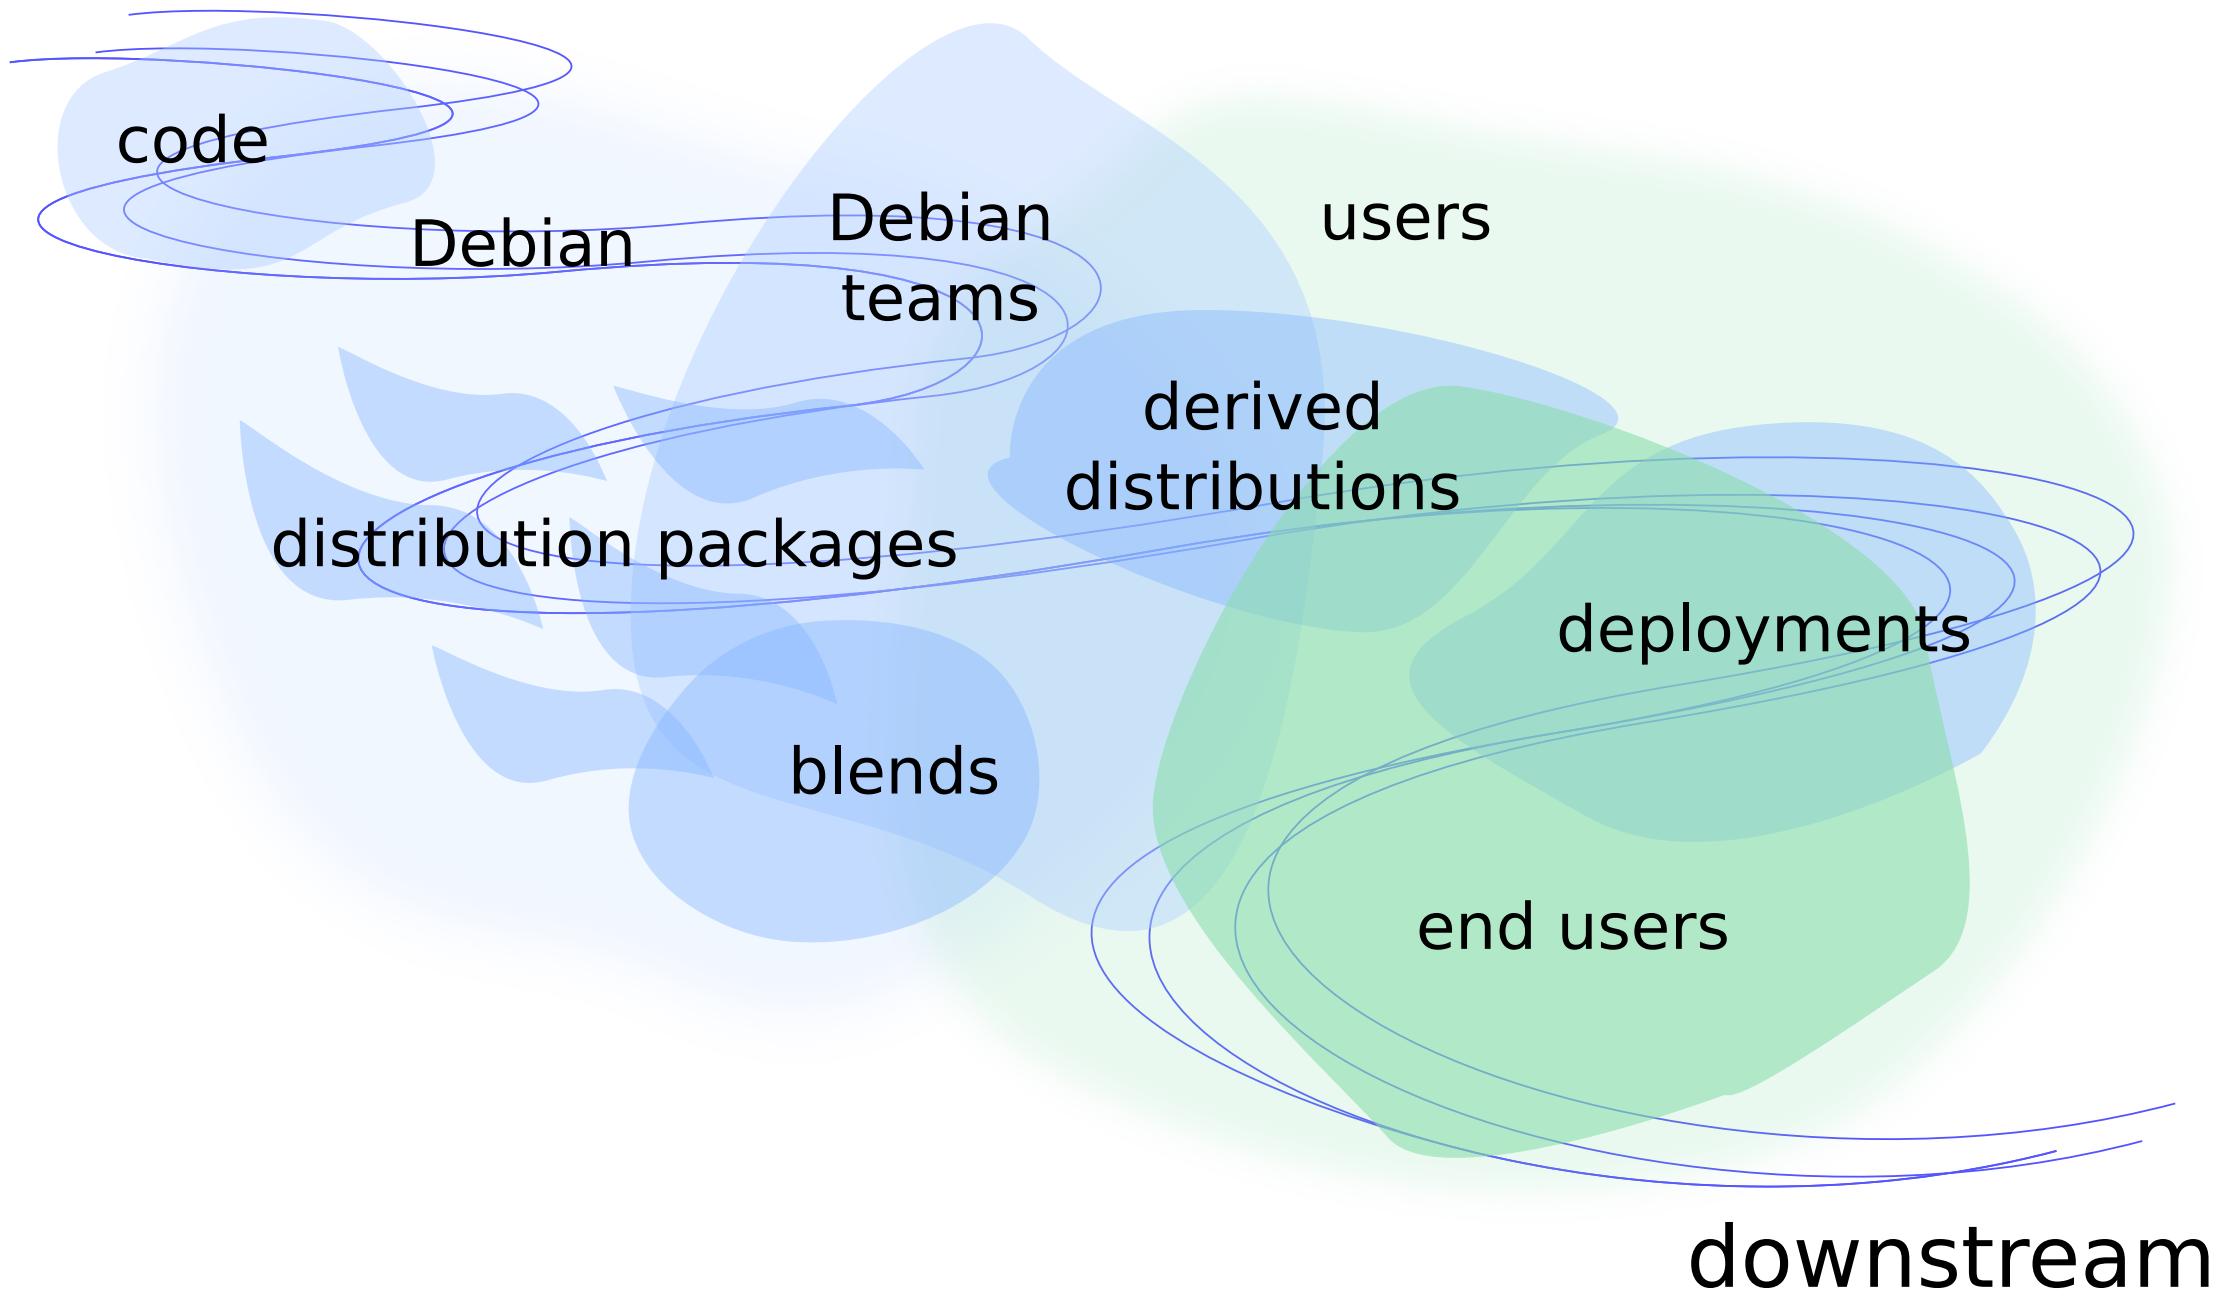 code
Debian
Debian
teams
users
derived
distributions
distribution packages
deployments
blends
end users
downstream